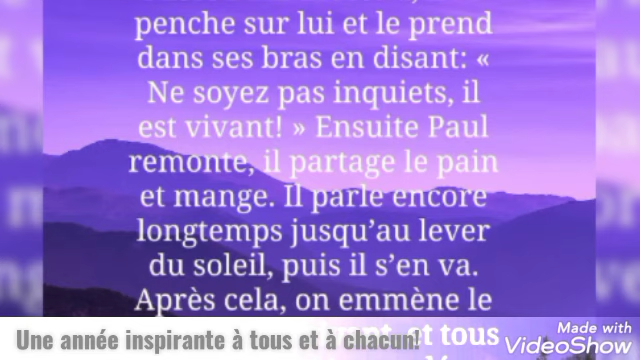 penche sur lui et le prend
dans ses bras en disant: «
Ne soyez pas inquiets, il
est vivant! » Ensuite Paul
remonte, il partage le pain
et mange. Il parle encore
longtemps jusqu’au lever
du soleil, puis il s’en va.
Après cela, on emmène le
et tous
Une année inspirante à tous et à chacun!
Made with
VideoShow